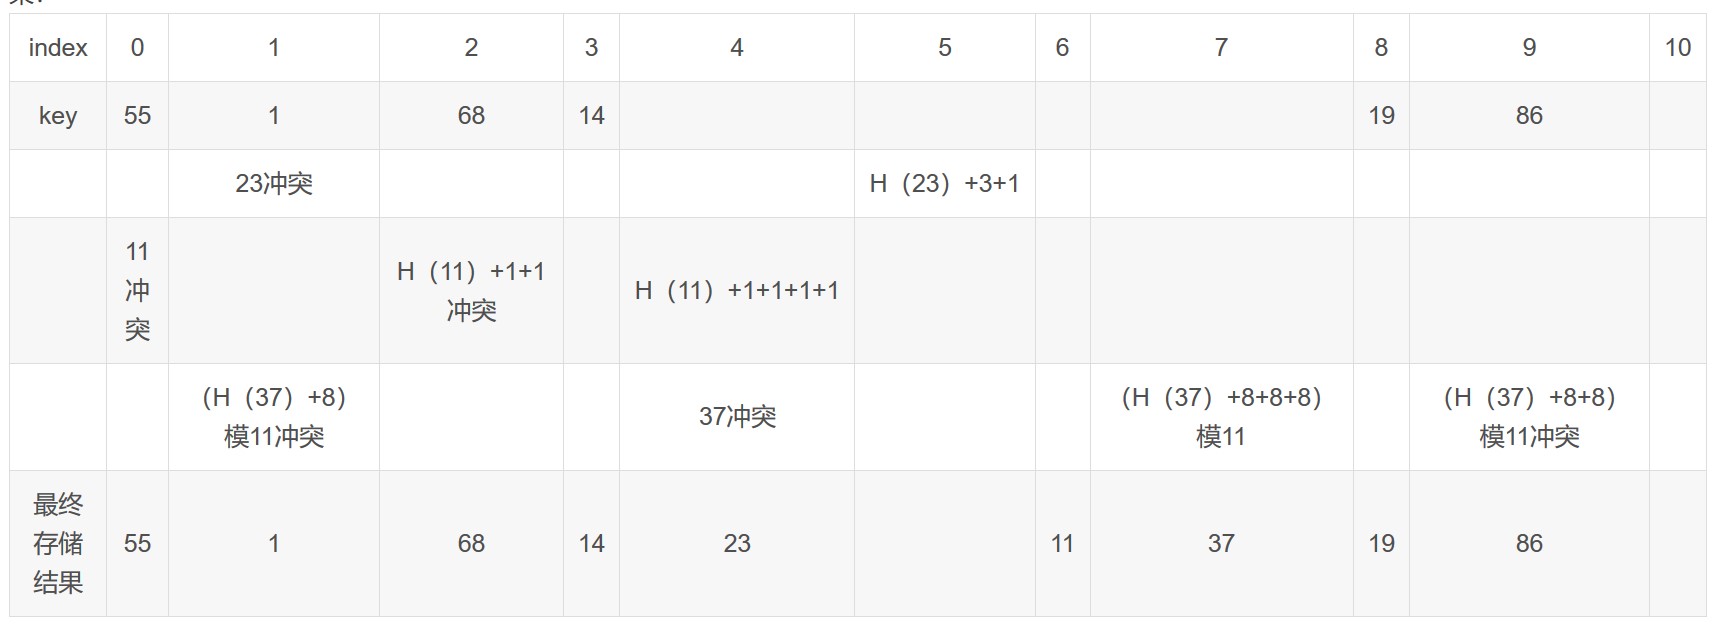 index 0 1 2 3 4 5 6 7 8 9 10
key 55 1 68 14 19 86
23冲突 H（23）+3+1
11
冲
突
H（11）+1+1
冲突
H（11）+1+1+1+1
（H（37）+8）
模11冲突
37冲突
（H（37）+8+8+8）
模11
（H（37）+8+8）
模11冲突
最终
存储
结果
55 1 68 14 23 11 37 19 86